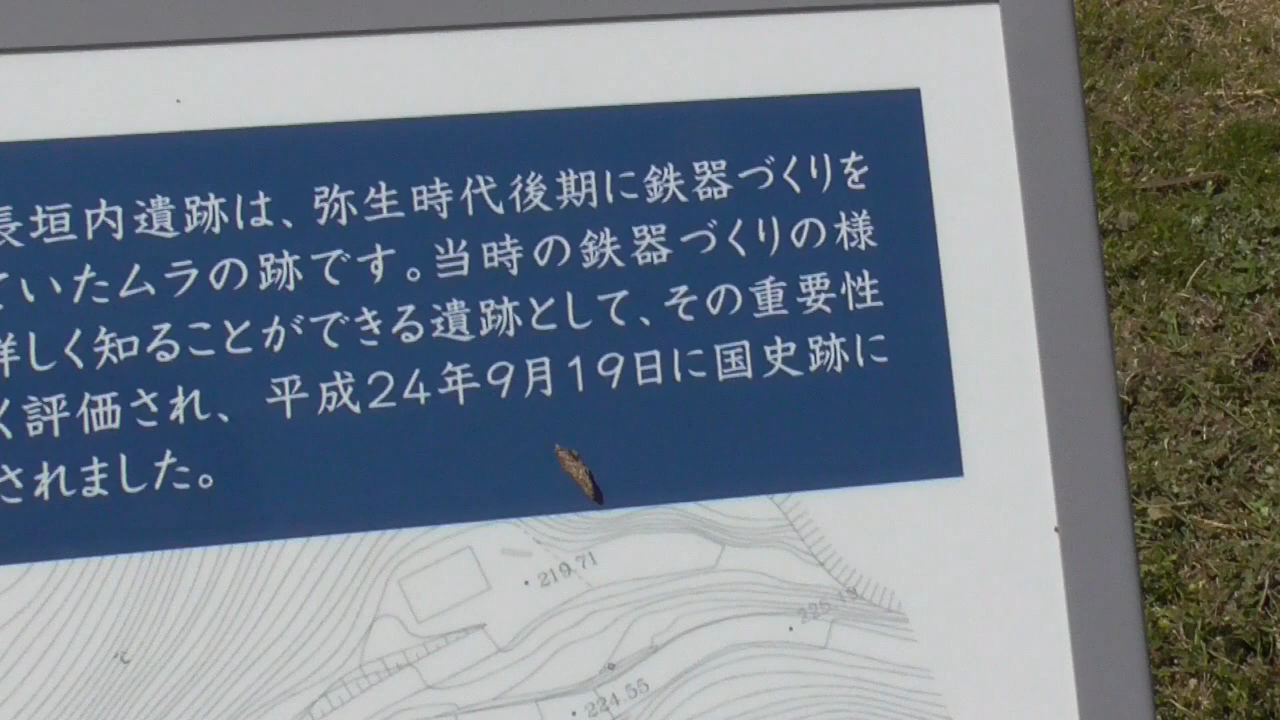 長垣内遺跡は、弥生時代後期に鉄器づくりを
ていたムラの跡です。当時の鉄器づくりの様
詳しく知ることができる遺跡として、その重要性
く評価され、平成24年9月19日に国史跡に
されました。
219.71
225.13
224.55